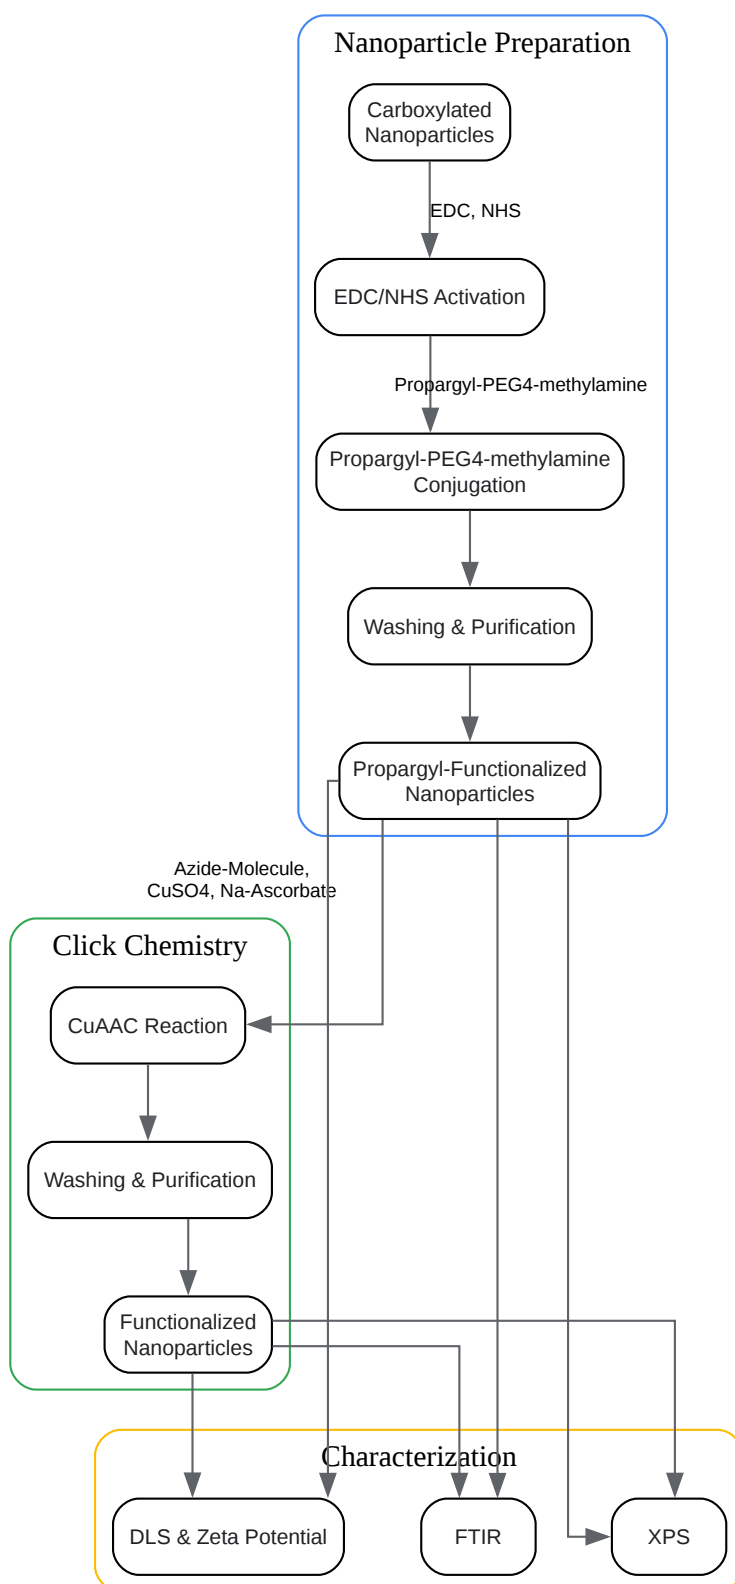 Nanoparticle Preparation
Carboxylated
Nanoparticles
EDC, NHS
EDC/NHS Activation
Propargyl-PEG4-methylamine
Propargyl-PEG4-methylamine
Conjugation
Washing & Purification
Propargyl-Functionalized
Nanoparticles
Azide-Molecule,
CuSO4, Na-Ascorbate
Click Chemistry
CuAAC Reaction
Washing & Purification
Functionalized
Nanoparticles
Characterization
DLS & Zeta Potential
FTIR
XPS